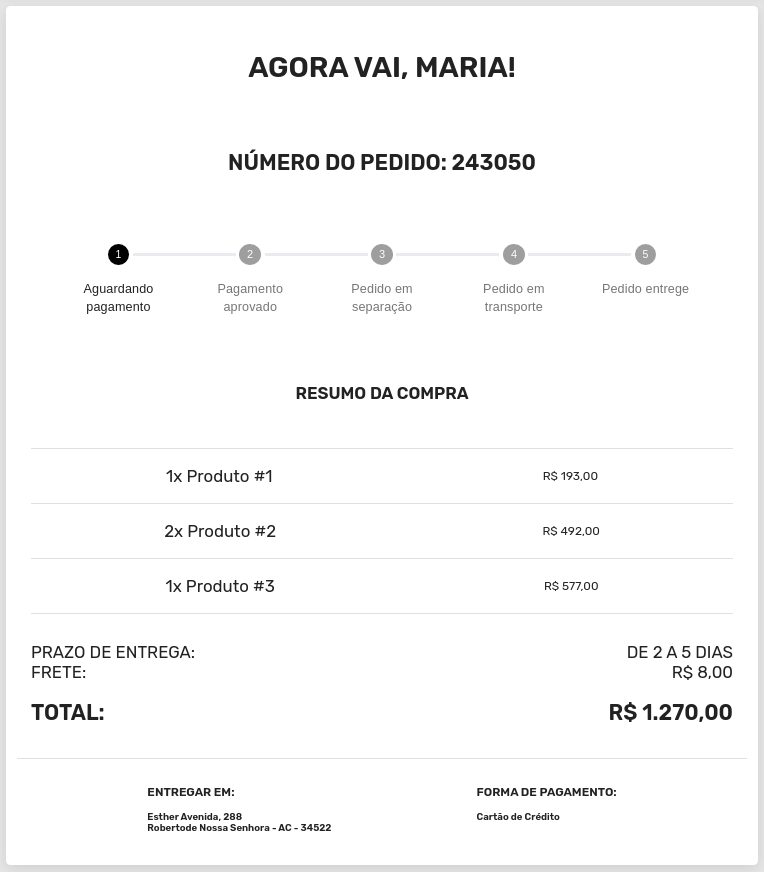 AGORA VAI, MARIA!
NÚMERO DO PEDIDO: 243050
1 2 3 4 5
Aguardando pagamento
Pagamento aprovado
Pedido em separação
Pedido em transporte
Pedido entrege
RESUMO DA COMPRA
1x Produto #1 R$ 193,00
2x Produto #2 R$ 492,00
1x Produto #3 R$ 577,00
PRAZO DE ENTREGA: DE 2 A 5 DIAS
FRETE: R$ 8,00
TOTAL: R$ 1.270,00
ENTREGAR EM:
Esther Avenida, 288
Robertode Nossa Senhora - AC - 34522
FORMA DE PAGAMENTO:
Cartão de Crédito